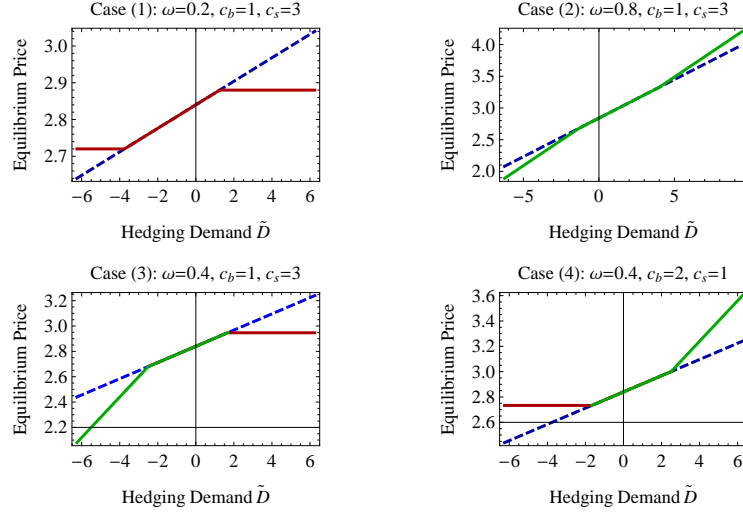 Case (1): ω=0.2, c_b=1, c_s=3
Equilibrium Price
3.0
2.9
2.8
2.7
−6 −4 −2 0 2 4 6
Hedging Demand D̃
Case (2): ω=0.8, c_b=1, c_s=3
Equilibrium Price
4.0
3.5
3.0
2.5
2.0
−5 0 5
Hedging Demand D̃
Case (3): ω=0.4, c_b=1, c_s=3
Equilibrium Price
3.2
3.0
2.8
2.6
2.4
2.2
−6 −4 −2 0 2 4 6
Hedging Demand D̃
Case (4): ω=0.4, c_b=2, c_s=1
Equilibrium Price
3.6
3.4
3.2
3.0
2.8
2.6
−6 −4 −2 0 2 4 6
Hedging Demand D̃